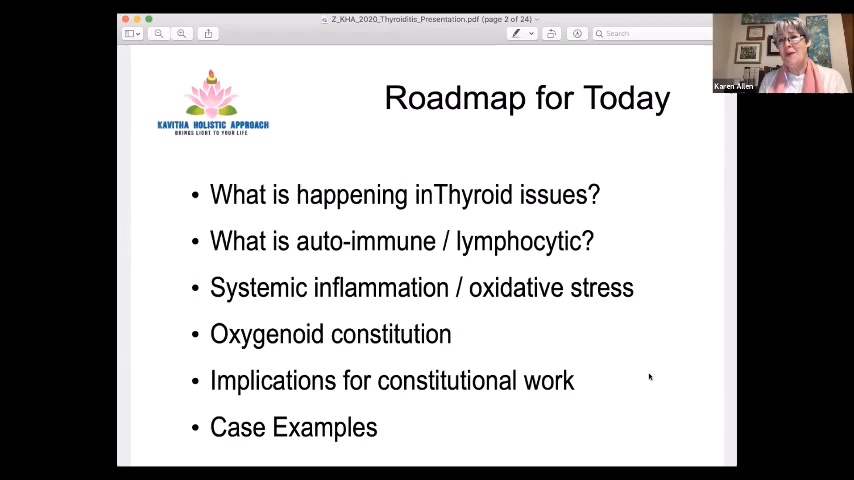 Z_KHA_2020_Thyroiditis_Presentation.pdf (page 2 of 24)
Search
Karen Allen
KAVITHA HOLISTIC APPROACH
BRINGS LIGHT TO YOUR LIFE
Roadmap for Today
• What is happening inThyroid issues?
• What is auto-immune / lymphocytic?
• Systemic inflammation / oxidative stress
• Oxygenoid constitution
• Implications for constitutional work
• Case Examples